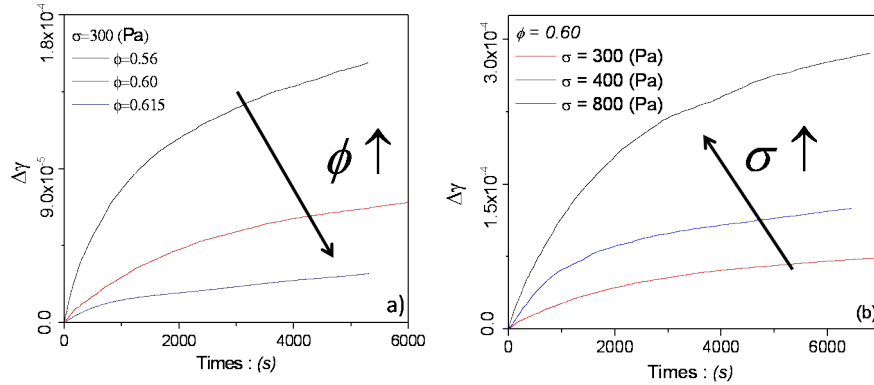 1.8x10⁻⁴
9.0x10⁻⁵
0.0
Δγ
σ=300 (Pa)
ϕ=0.56
ϕ=0.60
ϕ=0.615
ϕ ↑
a)
0 2000 4000 6000
Times : (s)
3.0x10⁻⁴
1.5x10⁻⁴
0.0
Δγ
ϕ = 0.60
σ = 300 (Pa)
σ = 400 (Pa)
σ = 800 (Pa)
σ ↑
(b)
0 2000 4000 6000
Times : (s)